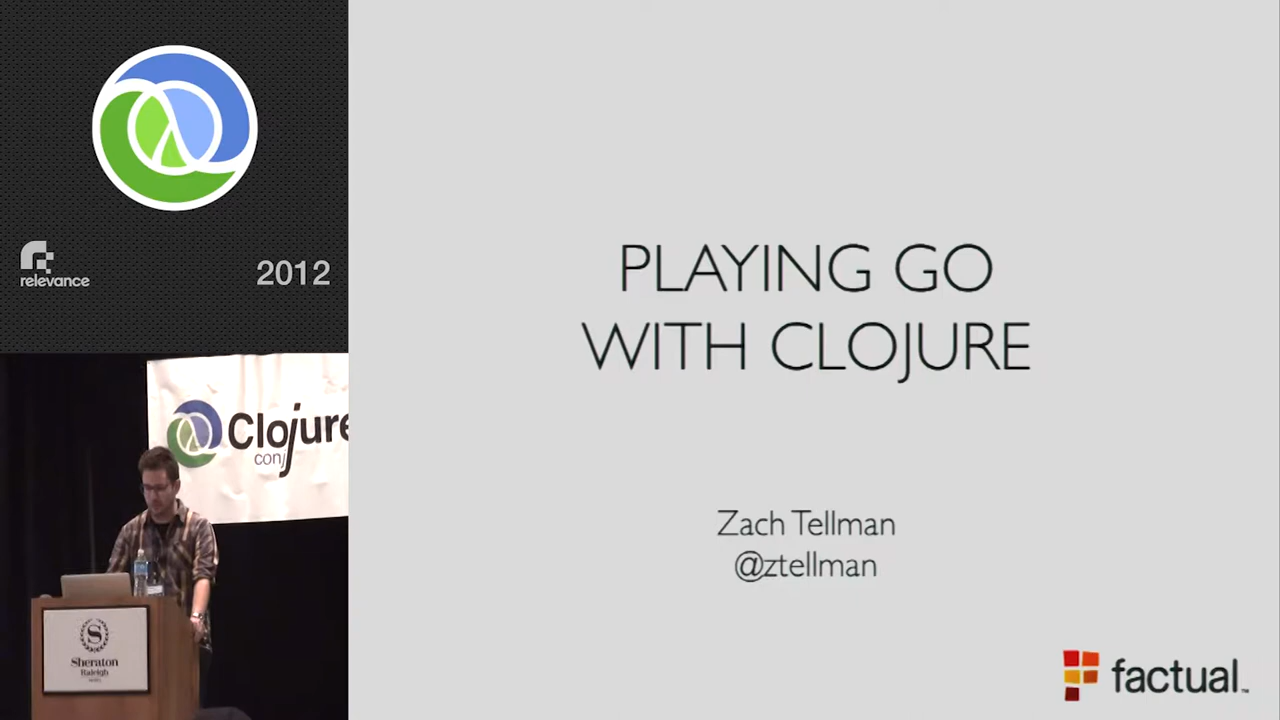 relevance
2012
Clojure
conj
S
Sheraton
Raleigh
PLAYING GO
WITH CLOJURE
Zach Tellman
@ztellman
factual